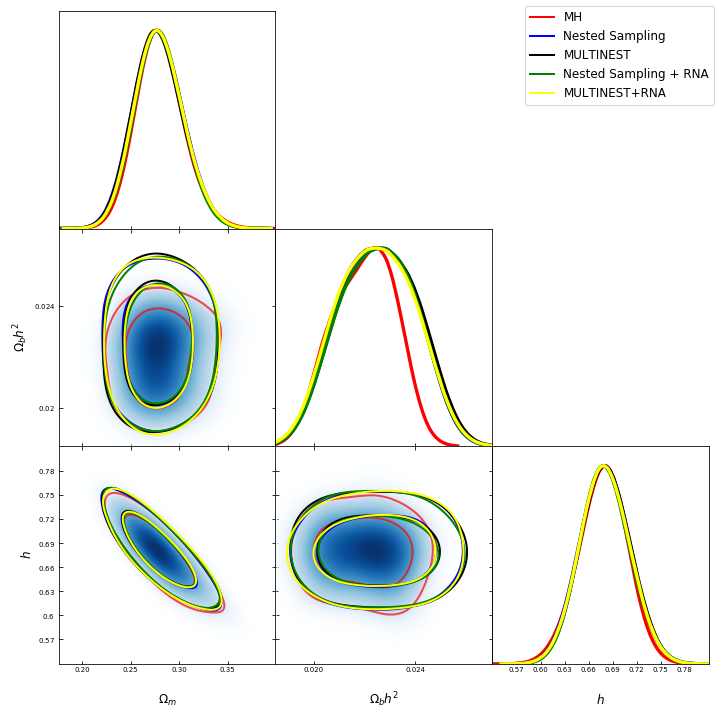 MH
Nested Sampling
MULTINEST
Nested Sampling + RNA
MULTINEST+RNA
Ω_b h²
0.024
0.02
h
0.78
0.75
0.72
0.69
0.66
0.63
0.6
0.57
0.20 0.25 0.30 0.35
0.020 0.024
0.57 0.60 0.63 0.66 0.69 0.72 0.75 0.78
Ω_m Ω_b h² h